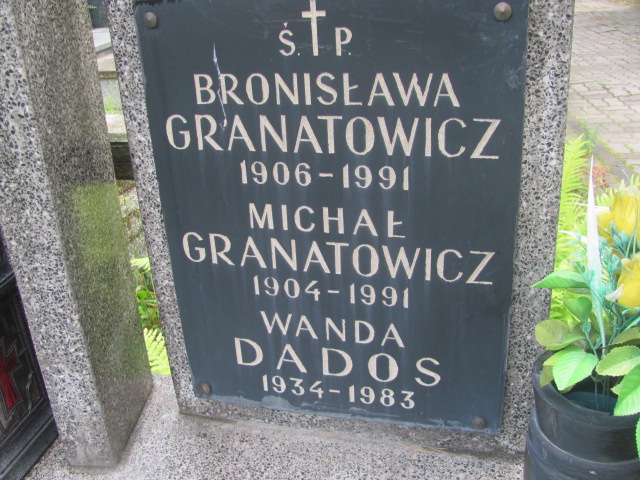 Ś. P.
BRONISŁAWA
GRANATOWICZ
1906-1991
MICHAŁ
GRANATOWICZ
1904-1991
WANDA
DADOS
1934-1983